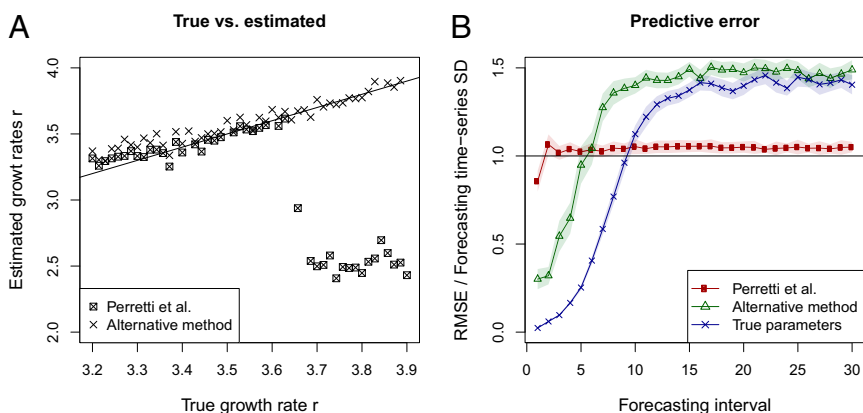 A
True vs. estimated
Estimated growt rates r
4.0
3.5
3.0
2.5
2.0
Perretti et al.
Alternative method
3.2 3.3 3.4 3.5 3.6 3.7 3.8 3.9
True growth rate r
B
Predictive error
RMSE / Forecasting time-series SD
1.5
1.0
0.5
0.0
Perretti et al.
Alternative method
True parameters
0 5 10 15 20 25 30
Forecasting interval